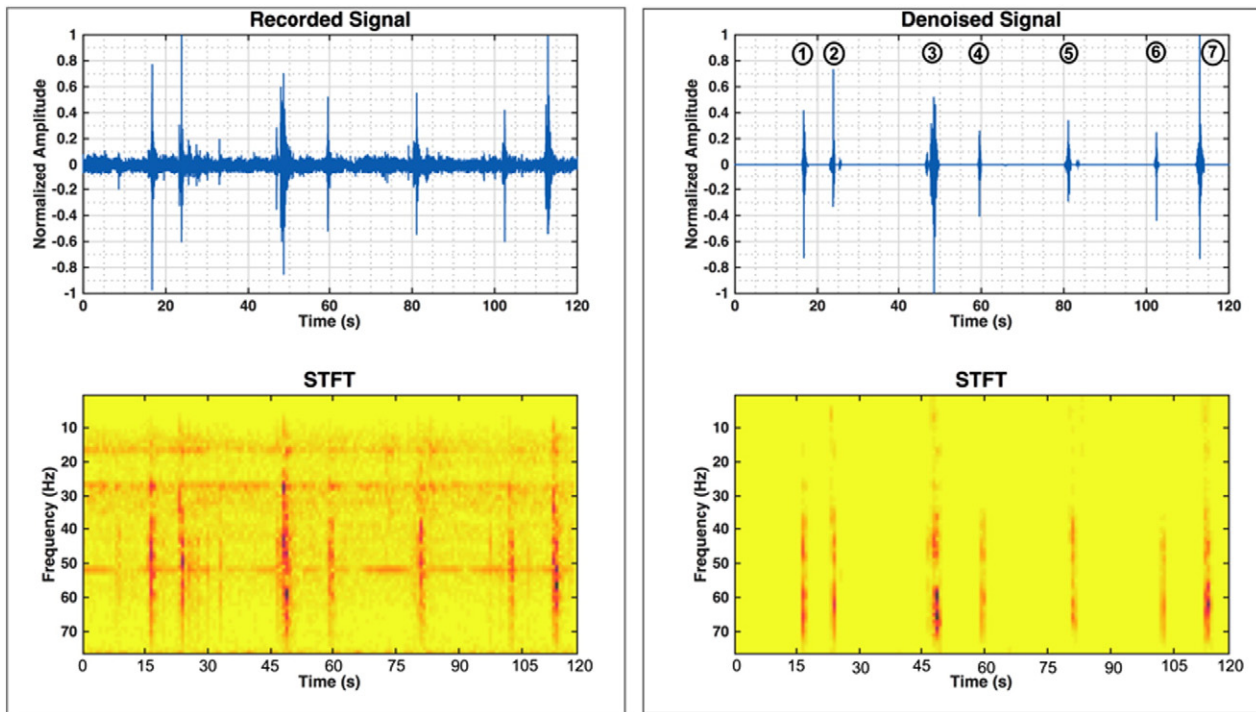 Recorded Signal
1
0.8
0.6
0.4
0.2
0
-0.2
-0.4
-0.6
-0.8
-1
Normalized Amplitude
0 20 40 60 80 100 120
Time (s)
STFT
10
20
30
40
50
60
70
Frequency (Hz)
0 15 30 45 60 75 90 105 120
Time (s)
Denoised Signal
1 2 3 4 5 6 7
1
0.8
0.6
0.4
0.2
0
-0.2
-0.4
-0.6
-0.8
-1
Normalized Amplitude
0 20 40 60 80 100 120
Time (s)
STFT
10
20
30
40
50
60
70
Frequency (Hz)
0 15 30 45 60 75 90 105 120
Time (s)